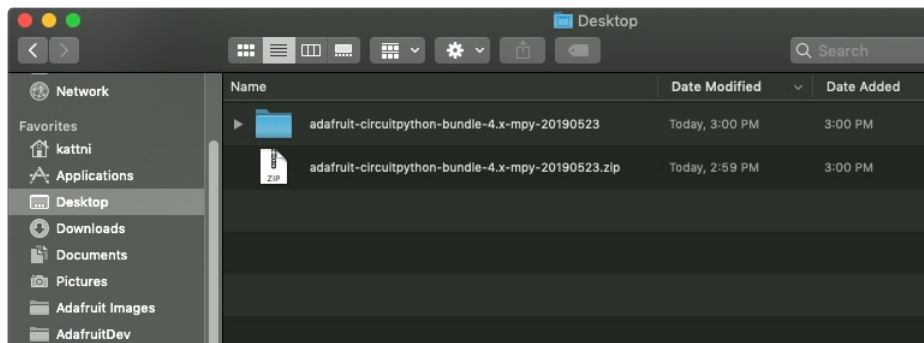 Desktop
Search
Network
Favorites
kattni
Applications
Desktop
Downloads
Documents
Pictures
Adafruit Images
AdafruitDev
Name Date Modified Date Added
adafruit-circuitpython-bundle-4.x-mpy-20190523 Today, 3:00 PM 3:00 PM
ZIP
adafruit-circuitpython-bundle-4.x-mpy-20190523.zip Today, 2:59 PM 3:00 PM